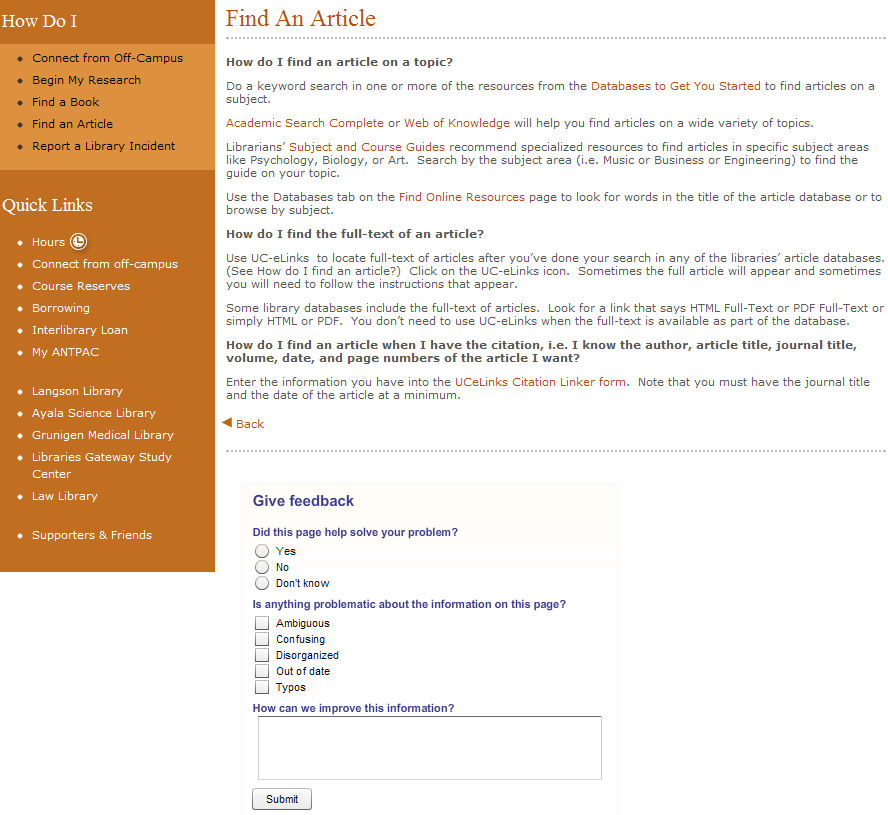 How Do I
Connect from Off-Campus
Begin My Research
Find a Book
Find an Article
Report a Library Incident
Quick Links
Hours
Connect from off-campus
Course Reserves
Borrowing
Interlibrary Loan
My ANTPAC
Langson Library
Ayala Science Library
Grunigen Medical Library
Libraries Gateway Study
Center
Law Library
Supporters & Friends
Find An Article
How do I find an article on a topic?
Do a keyword search in one or more of the resources from the Databases to Get You Started to find articles on a
subject.
Academic Search Complete or Web of Knowledge will help you find articles on a wide variety of topics.
Librarians’ Subject and Course Guides recommend specialized resources to find articles in specific subject areas
like Psychology, Biology, or Art.  Search by the subject area (i.e. Music or Business or Engineering) to find the
guide on your topic.
Use the Databases tab on the Find Online Resources page to look for words in the title of the article database or to
browse by subject.
How do I find the full-text of an article?
Use UC-eLinks  to locate full-text of articles after you’ve done your search in any of the libraries’ article databases.
(See How do I find an article?)  Click on the UC-eLinks icon.  Sometimes the full article will appear and sometimes
you will need to follow the instructions that appear.
Some library databases include the full-text of articles.  Look for a link that says HTML Full-Text or PDF Full-Text or
simply HTML or PDF.  You don’t need to use UC-eLinks when the full-text is available as part of the database.
How do I find an article when I have the citation, i.e. I know the author, article title, journal title,
volume, date, and page numbers of the article I want?
Enter the information you have into the UCeLinks Citation Linker form.  Note that you must have the journal title
and the date of the article at a minimum.
Back
Give feedback
Did this page help solve your problem?
Yes
No
Don't know
Is anything problematic about the information on this page?
Ambiguous
Confusing
Disorganized
Out of date
Typos
How can we improve this information?
Submit